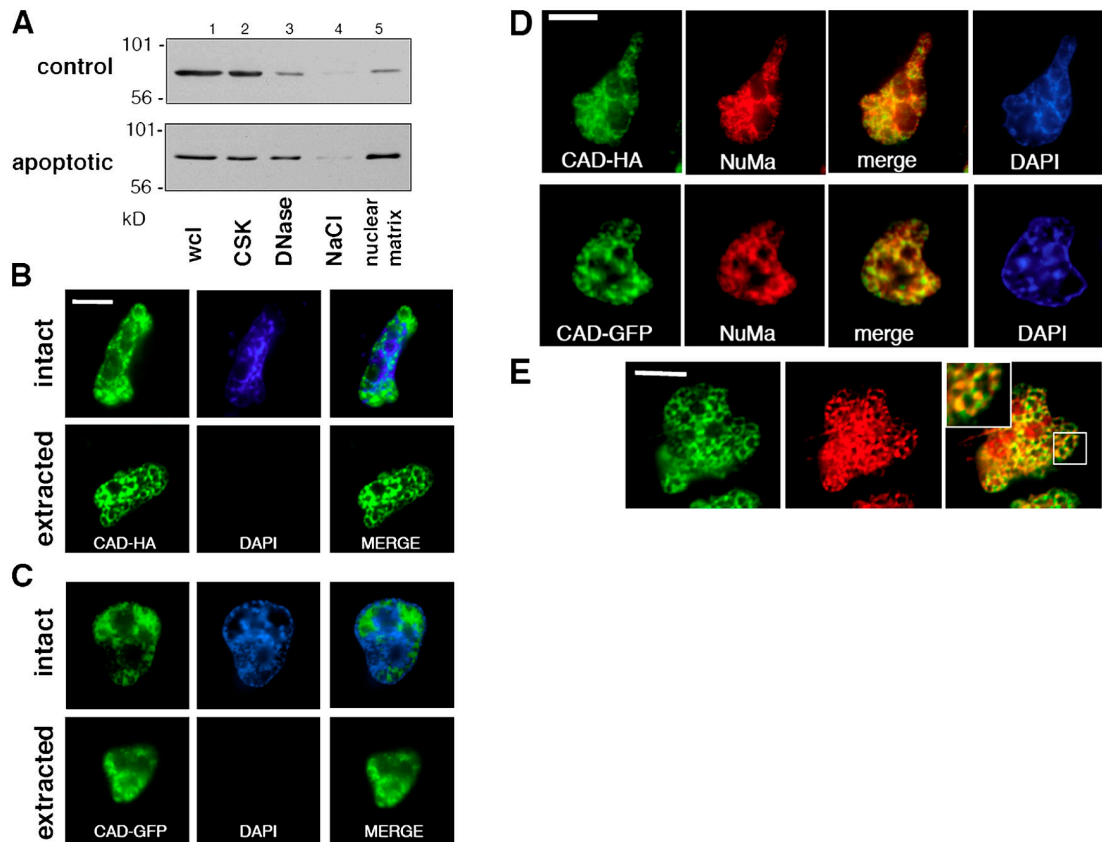 A
1 2 3 4 5
control
101 -
56 -
apoptotic
101 -
56 -
kD
wcl
CSK
DNase
NaCl
nuclear
matrix
B
intact
extracted
CAD-HA
DAPI
MERGE
C
intact
extracted
CAD-GFP
DAPI
MERGE
D
CAD-HA
NuMa
merge
DAPI
CAD-GFP
NuMa
merge
DAPI
E